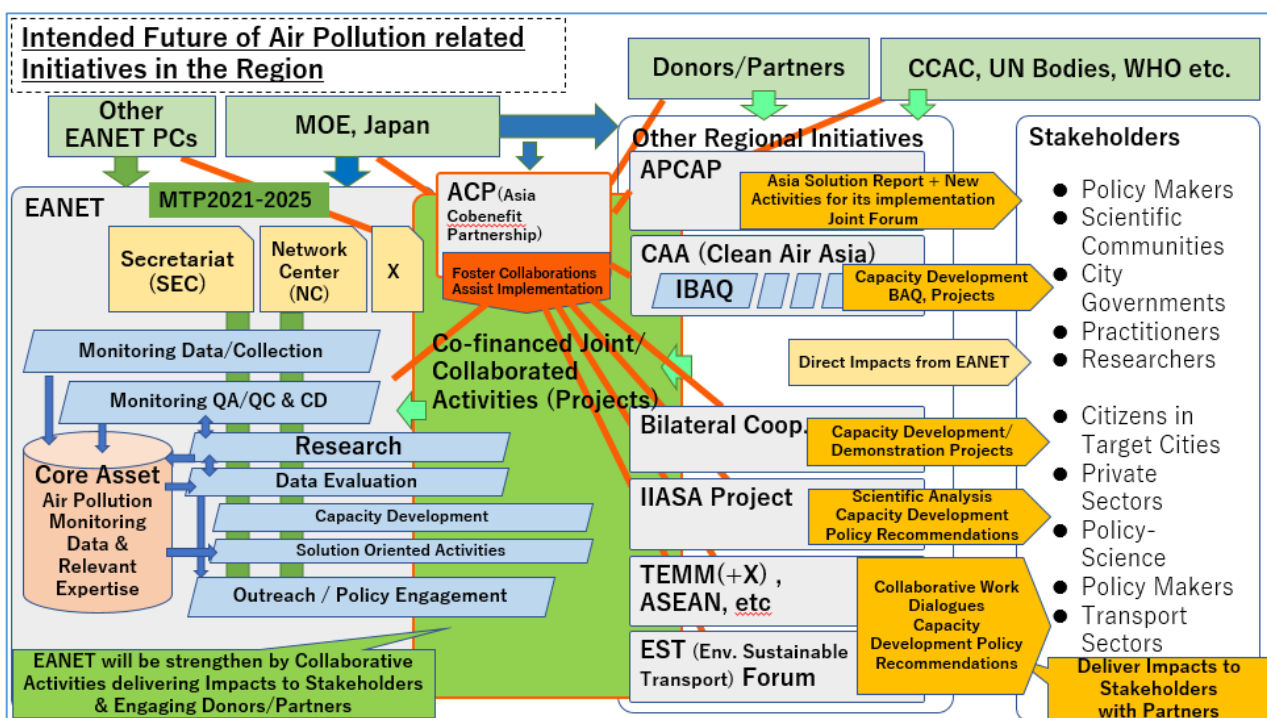 Intended Future of Air Pollution related
Initiatives in the Region
Donors/Partners
CCAC, UN Bodies, WHO etc.
Other
EANET PCs
MOE, Japan
EANET
MTP2021-2025
Secretariat
(SEC)
Network
Center
(NC)
X
Monitoring Data/Collection
Monitoring QA/QC & CD
Research
Data Evaluation
Capacity Development
Solution Oriented Activities
Outreach / Policy Engagement
Core Asset
Air Pollution
Monitoring
Data &
Relevant
Expertise
EANET will be strengthen by Collaborative
Activities delivering Impacts to Stakeholders
& Engaging Donors/Partners
ACP(Asia
Cobenefit
Partnership)
Foster Collaborations
Assist Implementation
Co-financed Joint/
Collaborated
Activities (Projects)
Other Regional Initiatives
APCAP
Asia Solution Report + New
Activities for its implementation
Joint Forum
CAA (Clean Air Asia)
IBAQ
Capacity Development
BAQ, Projects
Direct Impacts from EANET
Bilateral Coop.
Capacity Development/
Demonstration Projects
IIASA Project
Scientific Analysis
Capacity Development
Policy Recommendations
TEMM(+X) ,
ASEAN, etc
Collaborative Work
Dialogues
Capacity
Development Policy
Recommendations
EST (Env. Sustainable
Transport) Forum
Stakeholders
● Policy Makers
● Scientific
Communities
● City
Governments
● Practitioners
● Researchers
● Citizens in
Target Cities
● Private
Sectors
● Policy-
Science
● Policy Makers
● Transport
Sectors
Deliver Impacts to
Stakeholders
with Partners